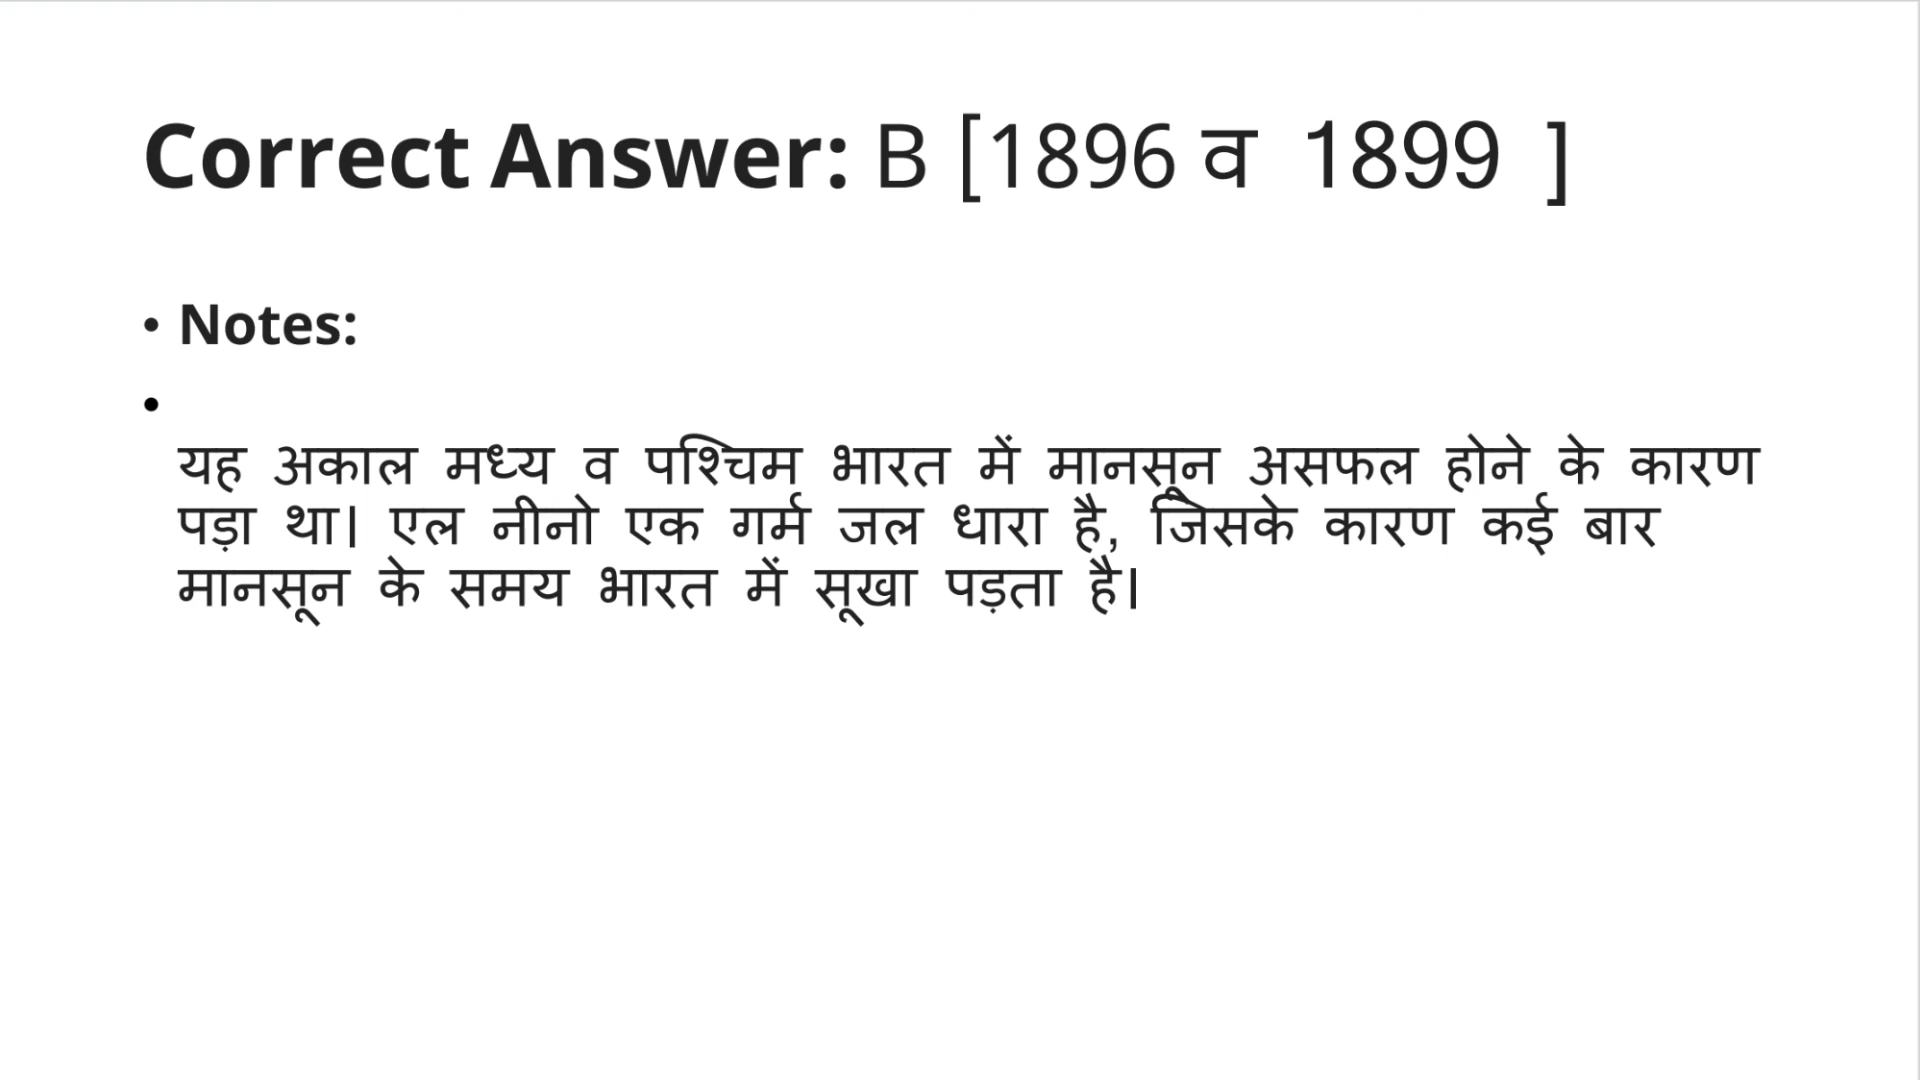 Correct Answer: B [1896 व 1899 ]
• Notes:
•
यह अकाल मध्य व पश्चिम भारत में मानसून असफल होने के कारण
पड़ा था। एल नीनो एक गर्म जल धारा है, जिसके कारण कई बार
मानसून के समय भारत में सूखा पड़ता है।